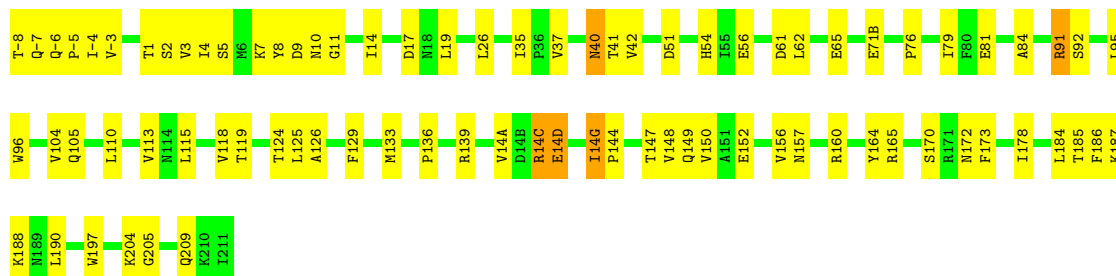 T-8 Q-7 Q-6 P-5 I-4 V-3 T1 S2 V3 I4 S5 M6 K7 Y8 D9 N10 G11 I14 D17 N18 L19 L26 I35 P36 V37 N40 T41 V42 D51 H54 I55 E56 D61 L62 E65 E71B P76 I79 F80 E81 A84 R91 S92 L95
W96 V104 Q105 L110 V113 N114 L115 V118 T119 T124 L125 A126 F129 M133 P136 R139 V14A D14B R14C E14D I14G P144 T147 V148 Q149 V150 A151 E152 V156 N157 R160 Y164 R165 S170 R171 N172 F173 I178 L184 T185 F186 K187
K188 N189 L190 W197 K204 G205 Q209 K210 I211